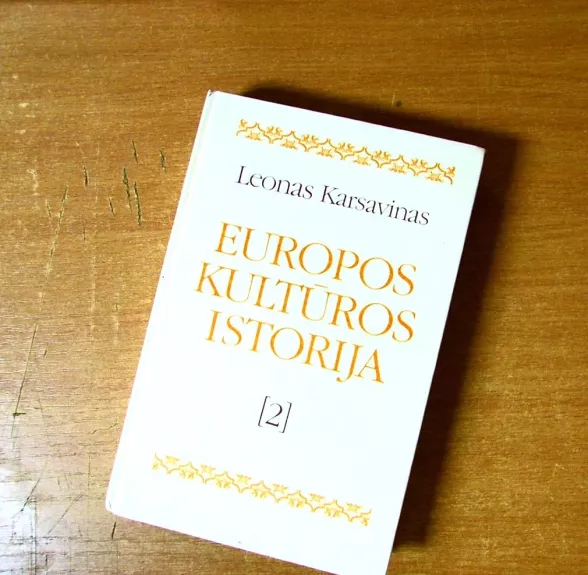 Leonas Karsavinas
EUROPOS
KULTŪROS
ISTORIJA
[2]